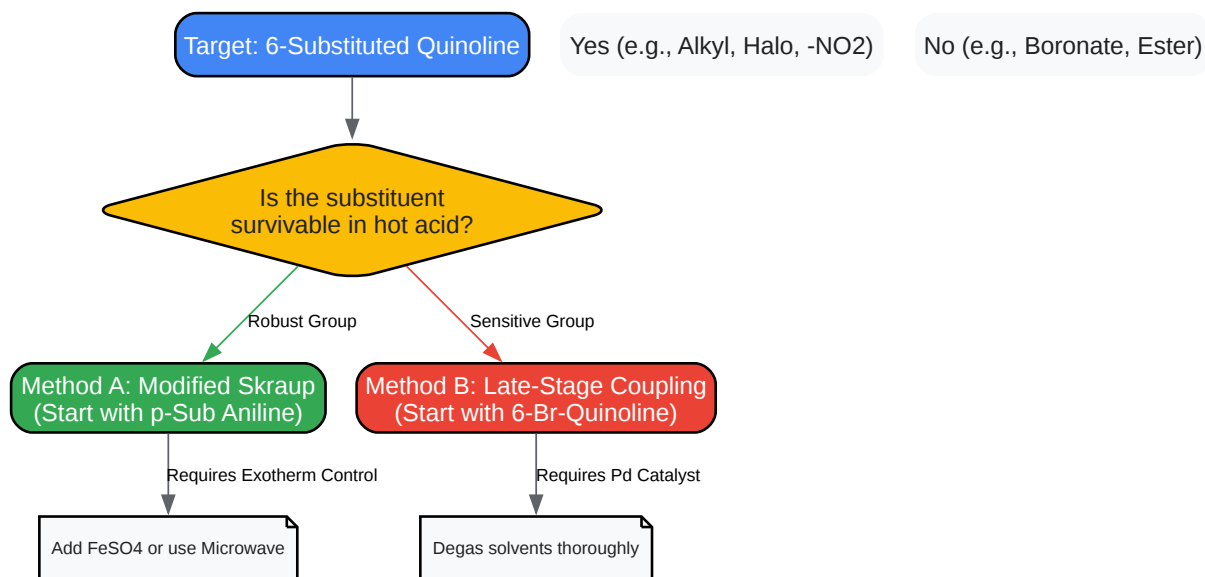 Target: 6-Substituted Quinoline
Yes (e.g., Alkyl, Halo, -NO2)
No (e.g., Boronate, Ester)
Is the substituent
survivable in hot acid?
Robust Group
Sensitive Group
Method A: Modified Skraup
(Start with p-Sub Aniline)
Method B: Late-Stage Coupling
(Start with 6-Br-Quinoline)
Requires Exotherm Control
Requires Pd Catalyst
Add FeSO4 or use Microwave
Degas solvents thoroughly